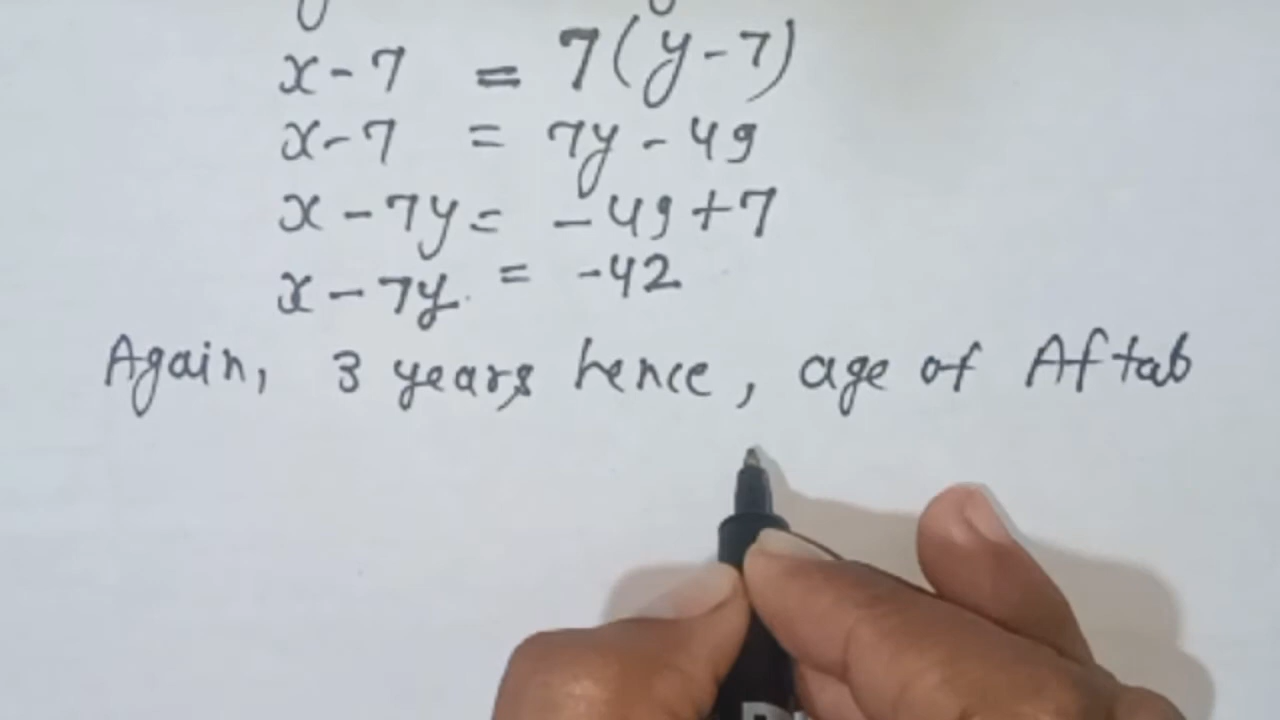 x - 7 = 7(y - 7)
x - 7 = 7y - 49
x - 7y = -49 + 7
x - 7y = -42
Again, 3 years hence, age of Aftab